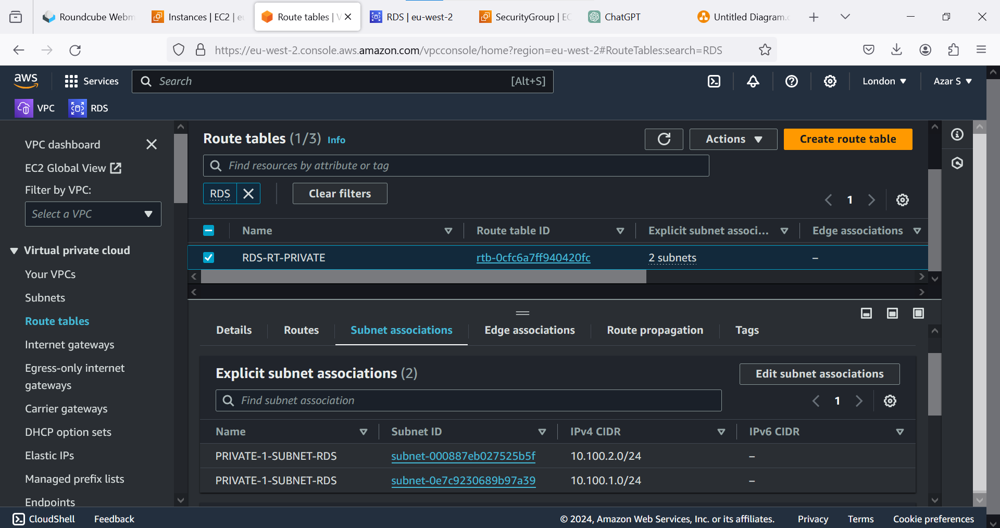 Roundcube Webm
Instances | EC2 | eu
Route tables | V
RDS | eu-west-2
SecurityGroup | EC
ChatGPT
Untitled Diagram.d
https://eu-west-2.console.aws.amazon.com/vpcconsole/home?region=eu-west-2#RouteTables:search=RDS
aws
Services
Search
[Alt+S]
London
Azar S
VPC
RDS
VPC dashboard
EC2 Global View
Filter by VPC:
Select a VPC
Virtual private cloud
Your VPCs
Subnets
Route tables
Internet gateways
Egress-only internet
gateways
Carrier gateways
DHCP option sets
Elastic IPs
Managed prefix lists
Endpoints
Route tables (1/3) Info
Actions
Create route table
Find resources by attribute or tag
RDS
Clear filters
1
Name Route table ID Explicit subnet associ... Edge associations
RDS-RT-PRIVATE rtb-0cfc6a7ff940420fc 2 subnets –
Details Routes Subnet associations Edge associations Route propagation Tags
Explicit subnet associations (2)
Edit subnet associations
Find subnet association
1
Name Subnet ID IPv4 CIDR IPv6 CIDR
PRIVATE-1-SUBNET-RDS subnet-000887eb027525b5f 10.100.2.0/24 –
PRIVATE-1-SUBNET-RDS subnet-0e7c9230689b97a39 10.100.1.0/24 –
CloudShell Feedback © 2024, Amazon Web Services, Inc. or its affiliates. Privacy Terms Cookie preferences